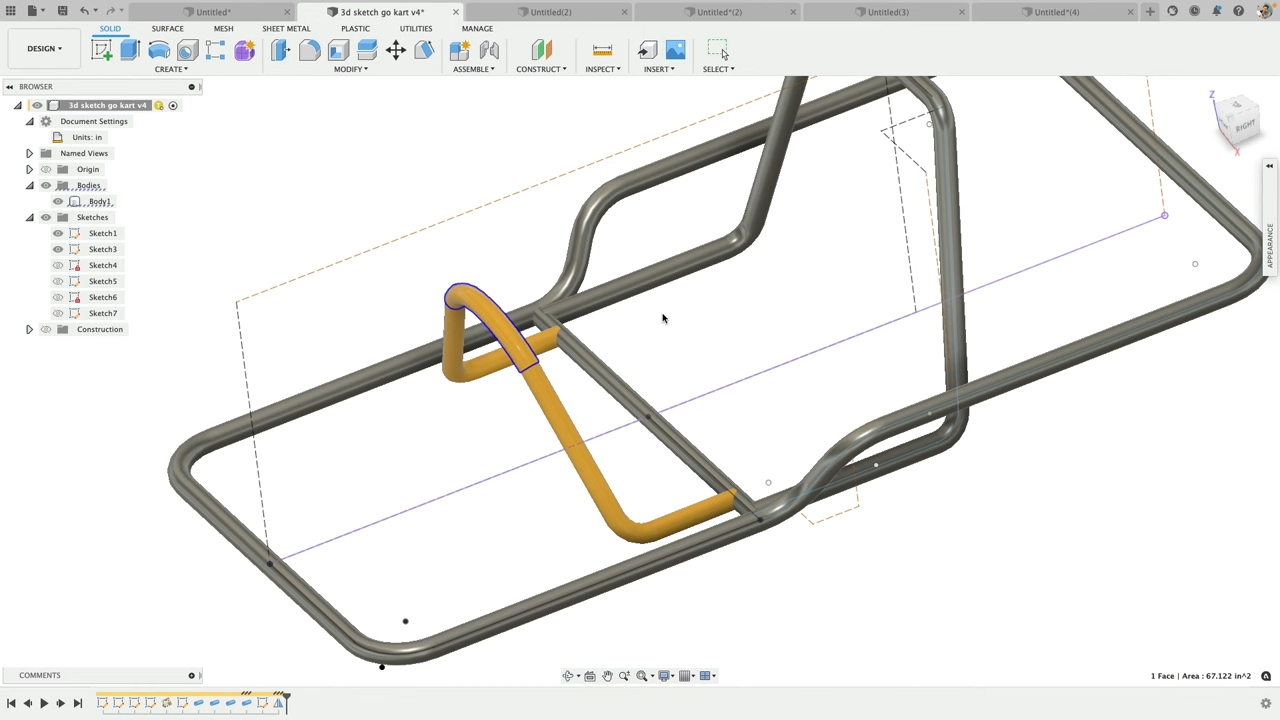 Untitled*
3d sketch go kart v4*
Untitled(2)
Untitled*(2)
Untitled(3)
Untitled*(4)
SOLID
SURFACE
MESH
SHEET METAL
PLASTIC
UTILITIES
MANAGE
DESIGN
CREATE
MODIFY
ASSEMBLE
CONSTRUCT
INSPECT
INSERT
SELECT
BROWSER
3d sketch go kart v4
Document Settings
Units: in
Named Views
Origin
Bodies
Body1
Sketches
Sketch1
Sketch3
Sketch4
Sketch5
Sketch6
Sketch7
Construction
Z
RIGHT
X
APPEARANCE
COMMENTS
1 Face | Area : 67.122 in^2